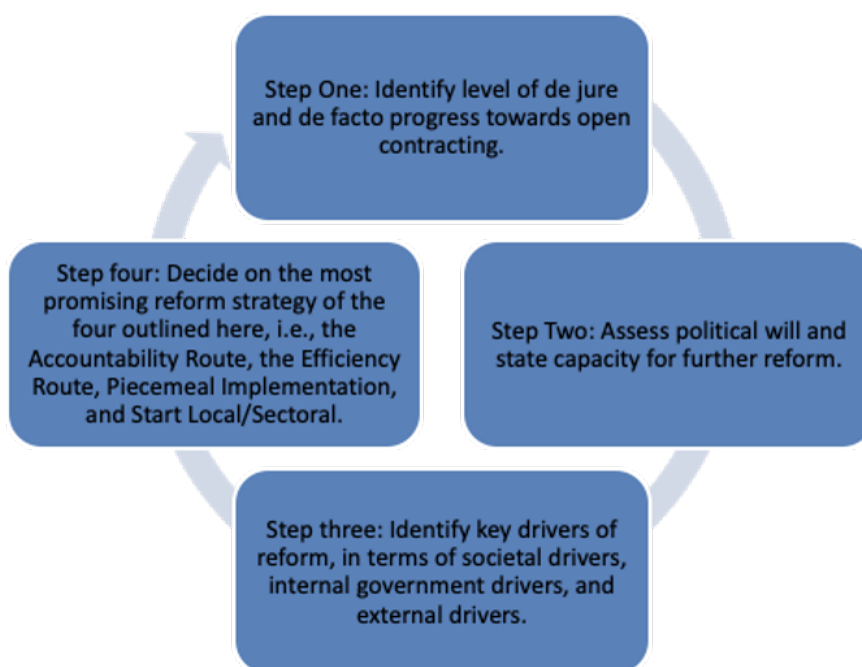 Step One: Identify level of de jure
and de facto progress towards open
contracting.
Step Two: Assess political will and
state capacity for further reform.
Step three: Identify key drivers of
reform, in terms of societal drivers,
internal government drivers, and
external drivers.
Step four: Decide on the most
promising reform strategy of the
four outlined here, i.e., the
Accountability Route, the Efficiency
Route, Piecemeal Implementation,
and Start Local/Sectoral.